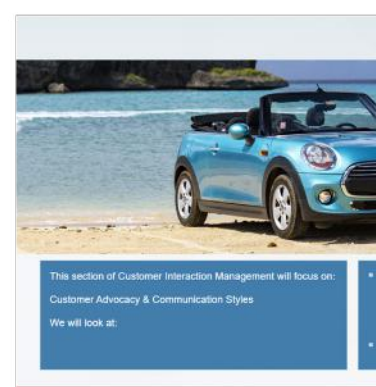 This section of Customer Interaction Management will focus on:
Customer Advocacy & Communication Styles
We will look at: